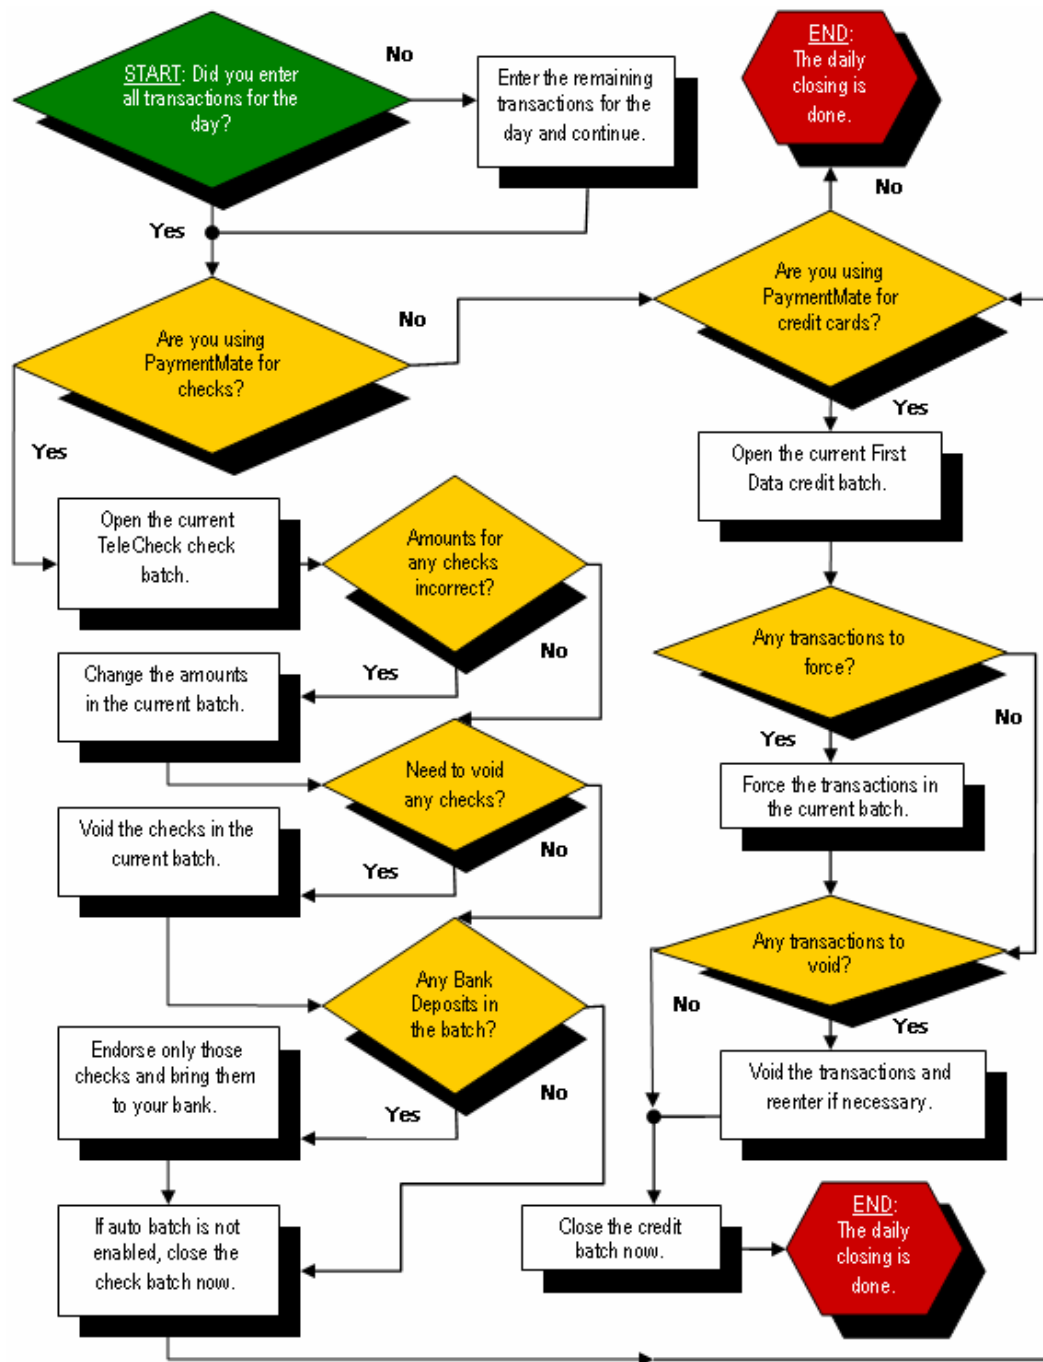 START: Did you enter
all transactions for the
day?
No
Enter the remaining
transactions for the
day and continue.
END:
The daily
closing is
done.
No
Yes
Are you using
PaymentMate for
checks?
No
Are you using
PaymentMate for
credit cards?
Yes
Yes
Open the current First
Data credit batch.
Open the current
TeleCheck check
batch.
Amounts for
any checks
incorrect?
No
Yes
Change the amounts
in the current batch.
Any transactions to
force?
No
Yes
Need to void
any checks?
No
Yes
Void the checks in the
current batch.
Force the transactions in
the current batch.
Any transactions to
void?
No
Yes
Any Bank
Deposits in
the batch?
No
Yes
Endorse only those
checks and bring them
to your bank.
Void the transactions and
reenter if necessary.
If auto batch is not
enabled, close the
check batch now.
Close the credit
batch now.
END:
The daily
closing is
done.